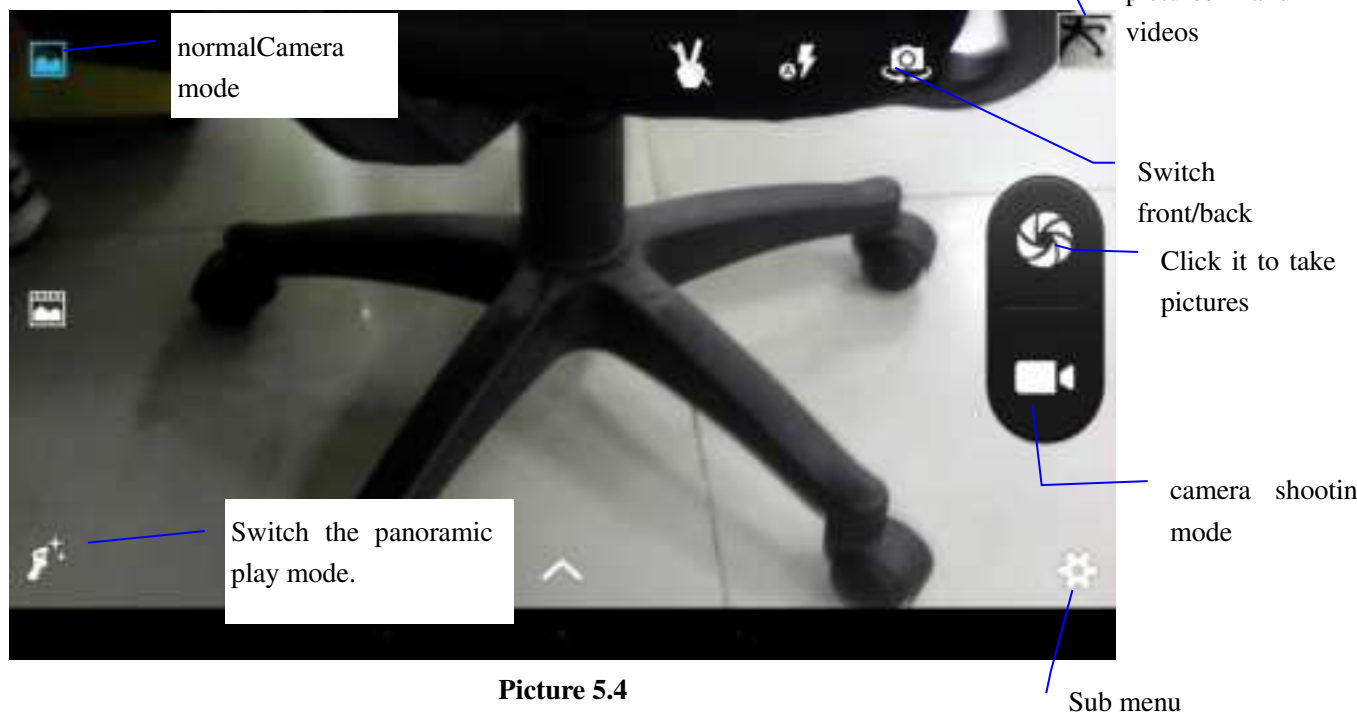 videos
normalCamera
mode
Switch
front/back
Click it to take
pictures
camera shootin
mode
Switch the panoramic
play mode.
Picture 5.4
Sub menu